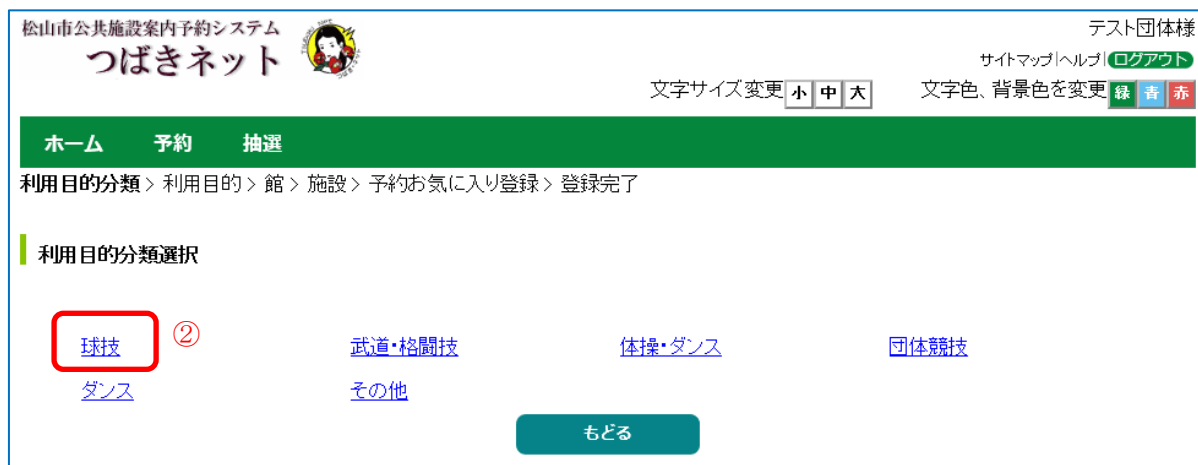 松山市公共施設案内予約システム
つばきネット
テスト団体様
サイトマップ|ヘルプ|ログアウト
文字サイズ変更 小 中 大 文字色、背景色を変更 緑 青 赤
ホーム 予約 抽選
利用目的分類 > 利用目的 > 館 > 施設 > 予約お気に入り登録 > 登録完了
利用目的分類選択
球技 ② 武道・格闘技 体操・ダンス 団体競技
ダンス その他
もどる